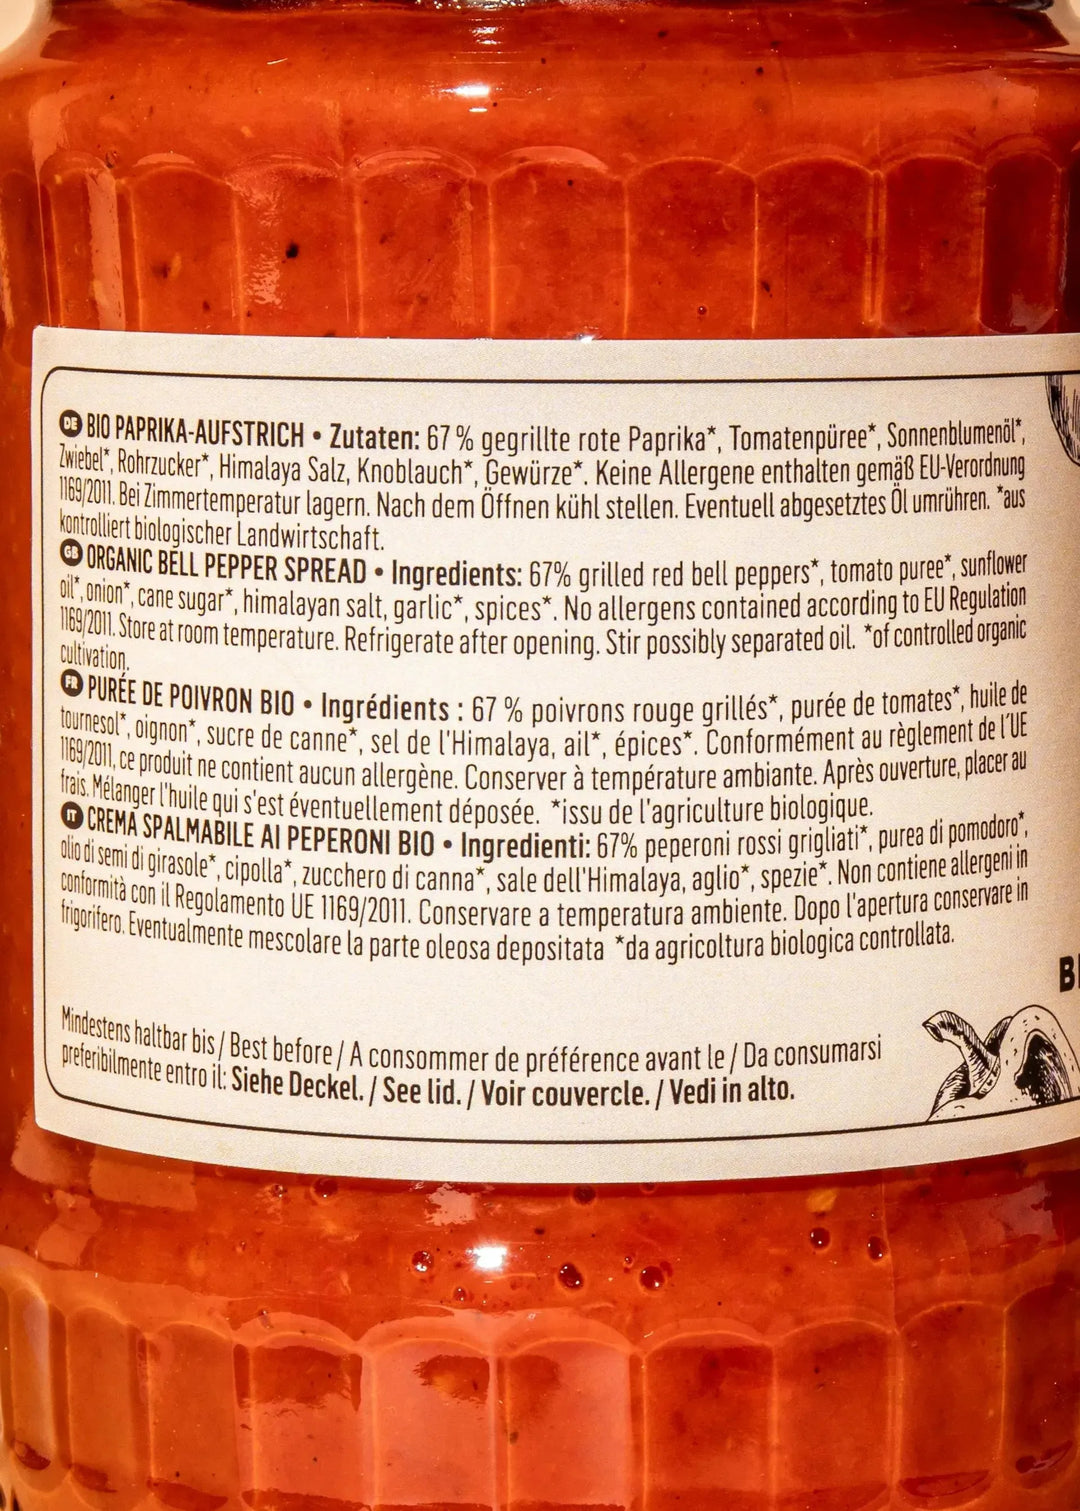 DE BIO PAPRIKA-AUFSTRICH • Zutaten: 67 % gegrillte rote Paprika*, Tomatenpüree*, Sonnenblumenöl*,
Zwiebel*, Rohrzucker*, Himalaya Salz, Knoblauch*, Gewürze*. Keine Allergene enthalten gemäß EU-Verordnung
1169/2011. Bei Zimmertemperatur lagern. Nach dem Öffnen kühl stellen. Eventuell abgesetztes Öl umrühren. *aus
kontrolliert biologischer Landwirtschaft.
GB ORGANIC BELL PEPPER SPREAD • Ingredients: 67% grilled red bell peppers*, tomato puree*, sunflower
oil*, onion*, cane sugar*, himalayan salt, garlic*, spices*. No allergens contained according to EU Regulation
1169/2011. Store at room temperature. Refrigerate after opening. Stir possibly separated oil. *of controlled organic
cultivation.
FR PURÉE DE POIVRON BIO • Ingrédients : 67 % poivrons rouge grillés*, purée de tomates*, huile de
tournesol*, oignon*, sucre de canne*, sel de l'Himalaya, ail*, épices*. Conformément au règlement de l'UE
1169/2011, ce produit ne contient aucun allergène. Conserver à température ambiante. Après ouverture, placer au
frais. Mélanger l'huile qui s'est éventuellement déposée. *issu de l'agriculture biologique.
IT CREMA SPALMABILE AI PEPERONI BIO • Ingredienti: 67% peperoni rossi grigliati*, purea di pomodoro*,
olio di semi di girasole*, cipolla*, zucchero di canna*, sale dell'Himalaya, aglio*, spezie*. Non contiene allergeni in
conformità con il Regolamento UE 1169/2011. Conservare a temperatura ambiente. Dopo l'apertura conservare in
frigorifero. Eventualmente mescolare la parte oleosa depositata *da agricoltura biologica controllata.
Mindestens haltbar bis / Best before / A consommer de préférence avant le / Da consumarsi
preferibilmente entro il: Siehe Deckel. / See lid. / Voir couvercle. / Vedi in alto.